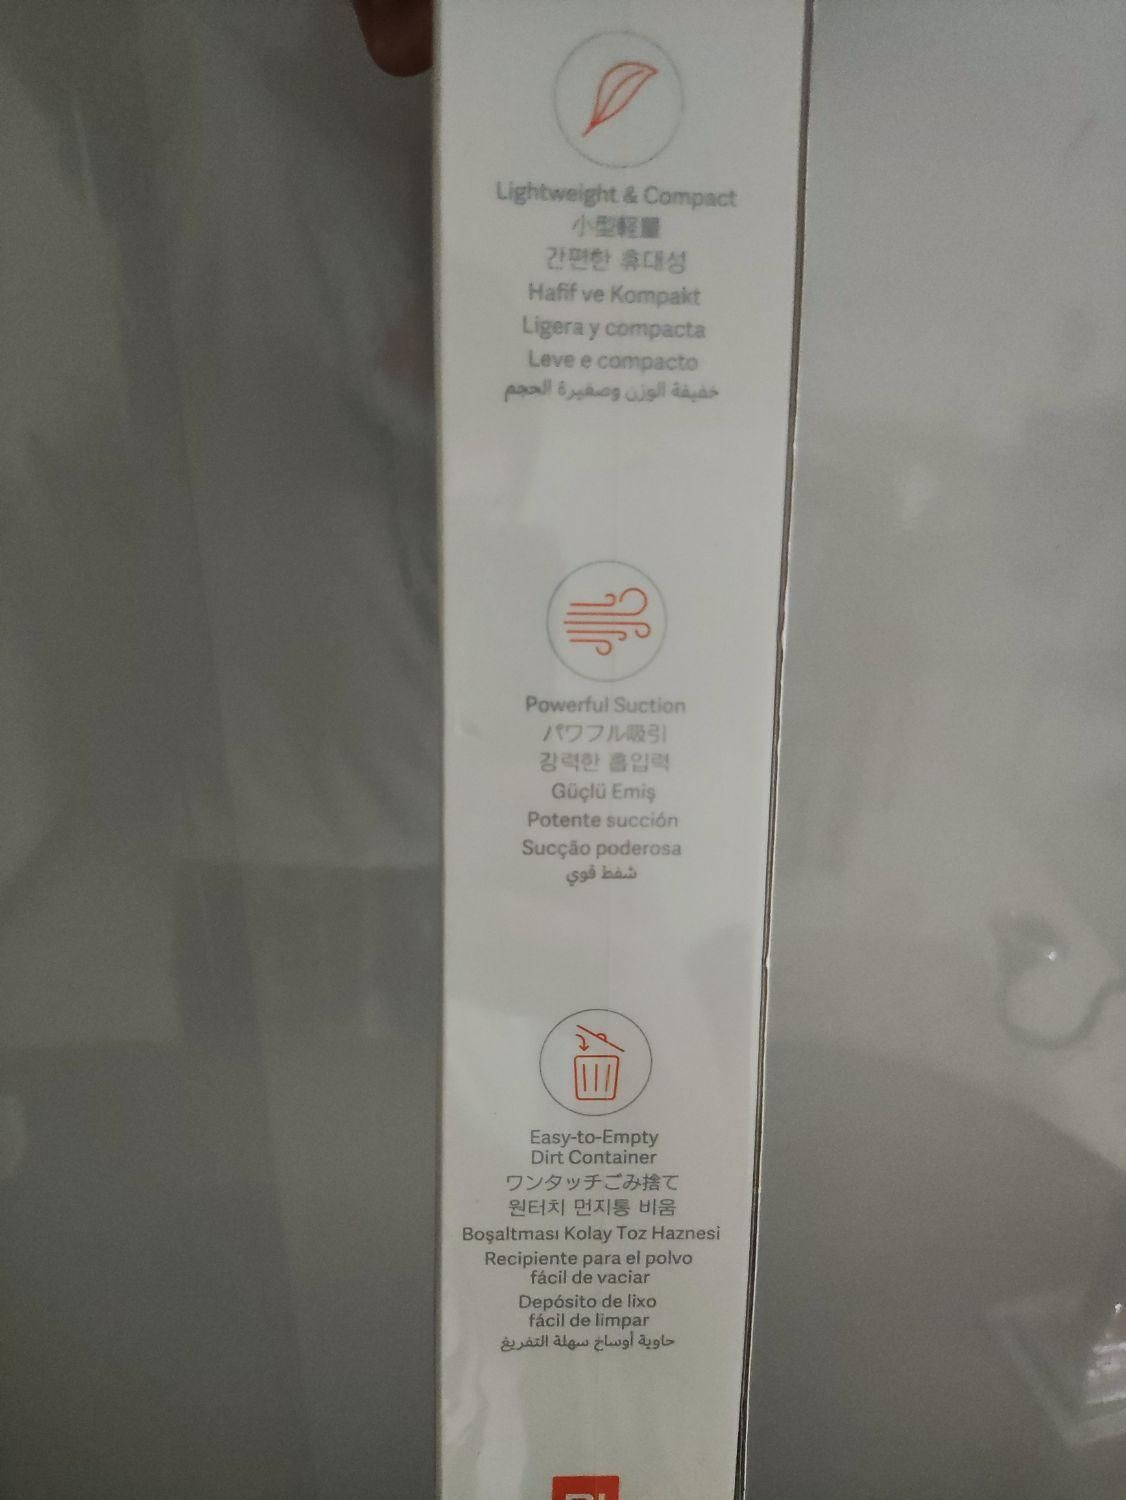 Lightweight & Compact
小型軽量
간편한 휴대성
Hafif ve Kompakt
Ligera y compacta
Leve e compacto
خفيفة الوزن وصغيرة الحجم
Powerful Suction
パワフル吸引
강력한 흡입력
Güçlü Emiş
Potente succión
Sucção poderosa
شفط قوي
Easy-to-Empty
Dirt Container
ワンタッチごみ捨て
원터치 먼지통 비움
Boşaltması Kolay Toz Haznesi
Recipiente para el polvo
fácil de vaciar
Depósito de lixo
fácil de limpar
حاوية أوساخ سهلة التفريغ